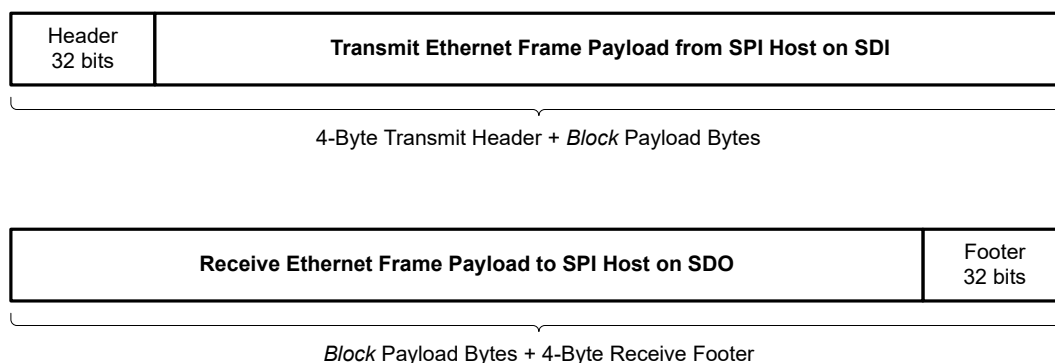 Header
32 bits
Transmit Ethernet Frame Payload from SPI Host on SDI
4-Byte Transmit Header + Block Payload Bytes
Receive Ethernet Frame Payload to SPI Host on SDO
Footer
32 bits
Block Payload Bytes + 4-Byte Receive Footer